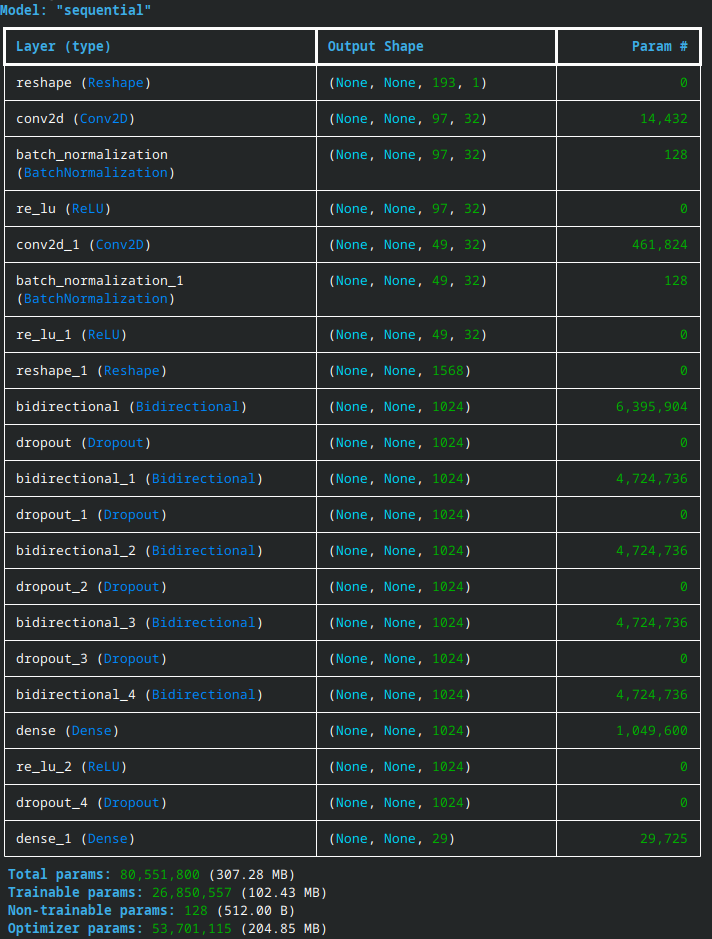 Model: "sequential"
Layer (type) Output Shape Param #
reshape (Reshape) (None, None, 193, 1) 0
conv2d (Conv2D) (None, None, 97, 32) 14,432
batch_normalization (None, None, 97, 32) 128
(BatchNormalization)
re_lu (ReLU) (None, None, 97, 32) 0
conv2d_1 (Conv2D) (None, None, 49, 32) 461,824
batch_normalization_1 (None, None, 49, 32) 128
(BatchNormalization)
re_lu_1 (ReLU) (None, None, 49, 32) 0
reshape_1 (Reshape) (None, None, 1568) 0
bidirectional (Bidirectional) (None, None, 1024) 6,395,904
dropout (Dropout) (None, None, 1024) 0
bidirectional_1 (Bidirectional) (None, None, 1024) 4,724,736
dropout_1 (Dropout) (None, None, 1024) 0
bidirectional_2 (Bidirectional) (None, None, 1024) 4,724,736
dropout_2 (Dropout) (None, None, 1024) 0
bidirectional_3 (Bidirectional) (None, None, 1024) 4,724,736
dropout_3 (Dropout) (None, None, 1024) 0
bidirectional_4 (Bidirectional) (None, None, 1024) 4,724,736
dense (Dense) (None, None, 1024) 1,049,600
re_lu_2 (ReLU) (None, None, 1024) 0
dropout_4 (Dropout) (None, None, 1024) 0
dense_1 (Dense) (None, None, 29) 29,725
Total params: 80,551,800 (307.28 MB)
Trainable params: 26,850,557 (102.43 MB)
Non-trainable params: 128 (512.00 B)
Optimizer params: 53,701,115 (204.85 MB)